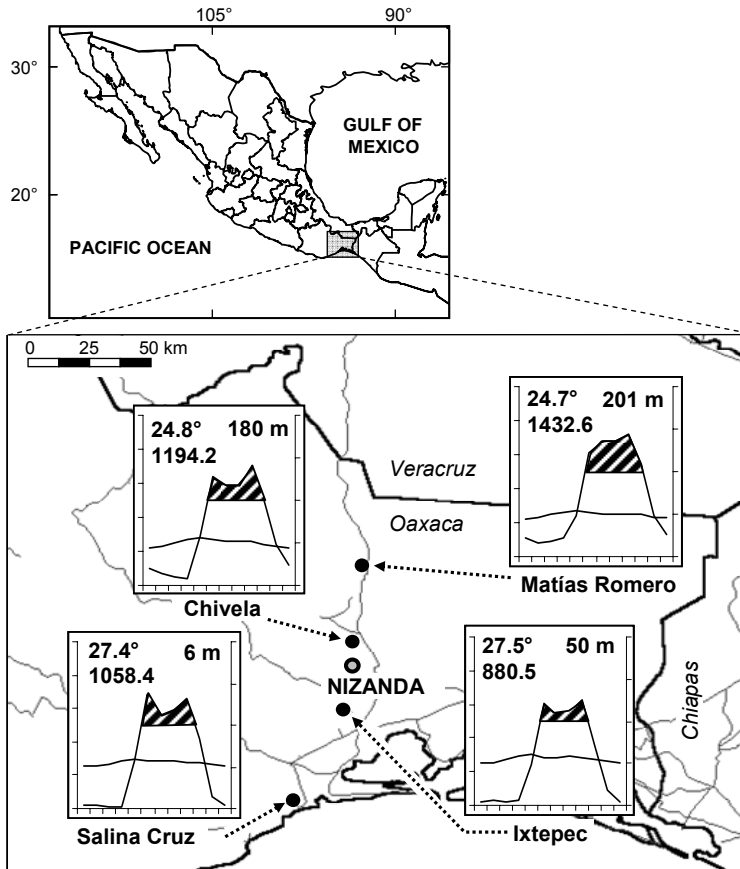 105°
90°
30°
20°
GULF OF
MEXICO
PACIFIC OCEAN
0 25 50 km
24.8° 180 m
1194.2
24.7° 201 m
1432.6
Veracruz
Oaxaca
Matías Romero
Chivela
27.4° 6 m
1058.4
NIZANDA
27.5° 50 m
880.5
Chiapas
Salina Cruz
Ixtepec